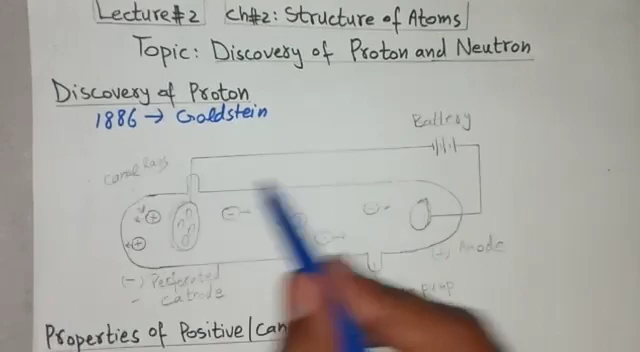 Lecture#2 Ch#2: Structure of Atoms
Topic: Discovery of Proton and Neutron
Discovery of Proton
1886 → Goldstein
Battery
Canal Rays
(+) Anode
(-) Perforated
cathode
Properties of Positive/Can